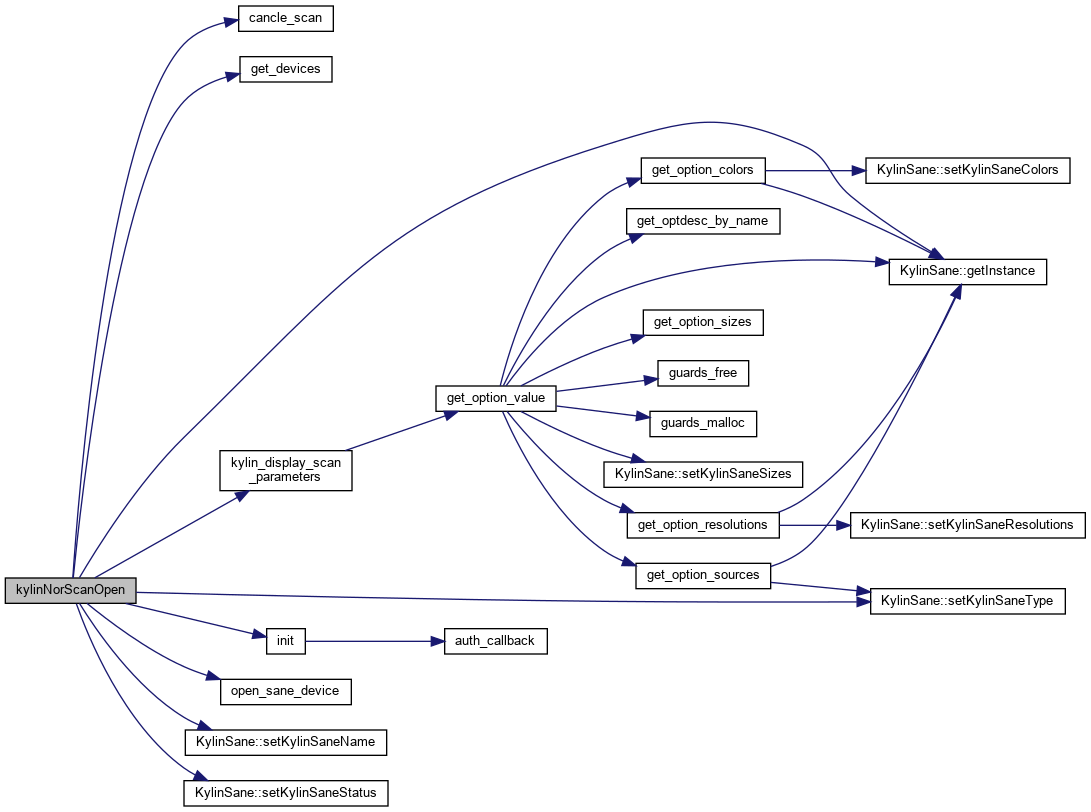 cancle_scan
get_devices
get_option_colors
KylinSane::setKylinSaneColors
get_optdesc_by_name
KylinSane::getInstance
get_option_sizes
guards_free
get_option_value
guards_malloc
kylin_display_scan
_parameters
KylinSane::setKylinSaneSizes
get_option_resolutions
KylinSane::setKylinSaneResolutions
get_option_sources
kylinNorScanOpen
KylinSane::setKylinSaneType
init
auth_callback
open_sane_device
KylinSane::setKylinSaneName
KylinSane::setKylinSaneStatus